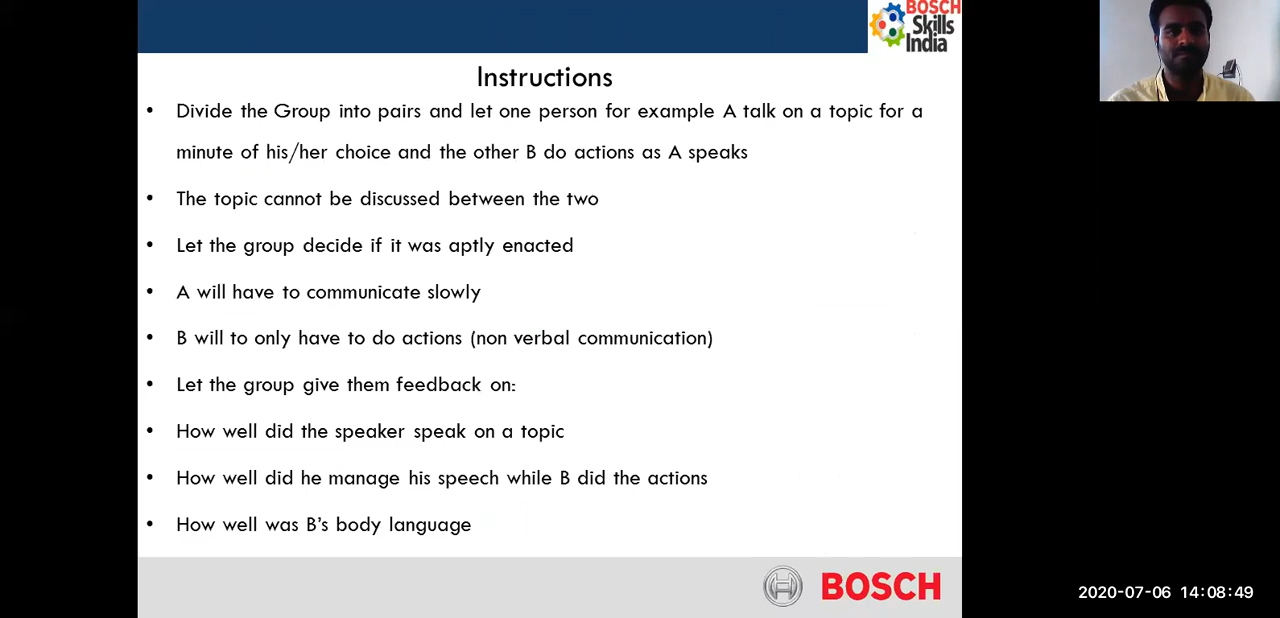 BOSCH
Skills
India
Instructions
• Divide the Group into pairs and let one person for example A talk on a topic for a
minute of his/her choice and the other B do actions as A speaks
• The topic cannot be discussed between the two
• Let the group decide if it was aptly enacted
• A will have to communicate slowly
• B will to only have to do actions (non verbal communication)
• Let the group give them feedback on:
• How well did the speaker speak on a topic
• How well did he manage his speech while B did the actions
• How well was B's body language
BOSCH
2020-07-06 14:08:49